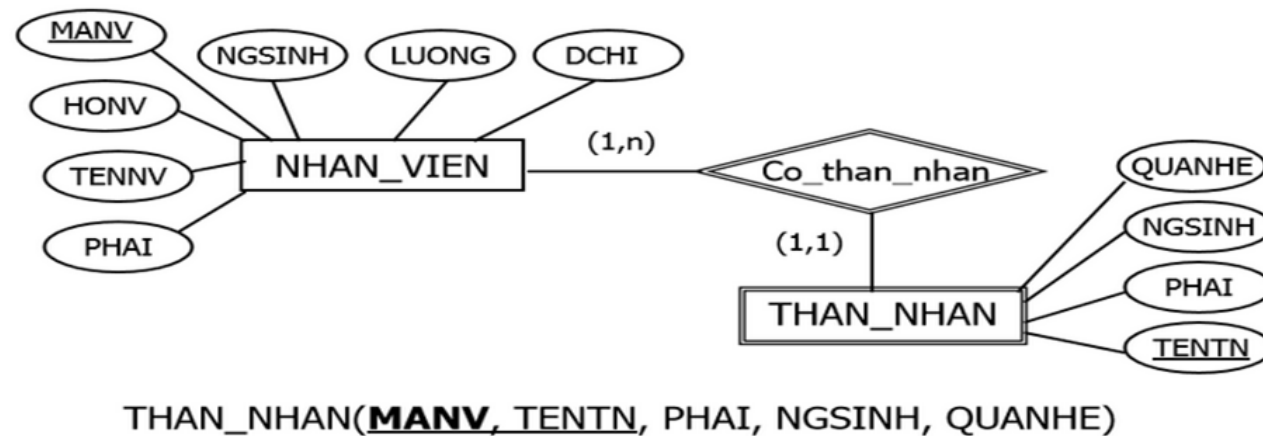 MANV
NGSINH
LUONG
DCHI
HONV
TENNV
PHAI
NHAN_VIEN
(1,n)
Co_than_nhan
(1,1)
THAN_NHAN
QUANHE
NGSINH
PHAI
TENTN
THAN_NHAN(MANV, TENTN, PHAI, NGSINH, QUANHE)